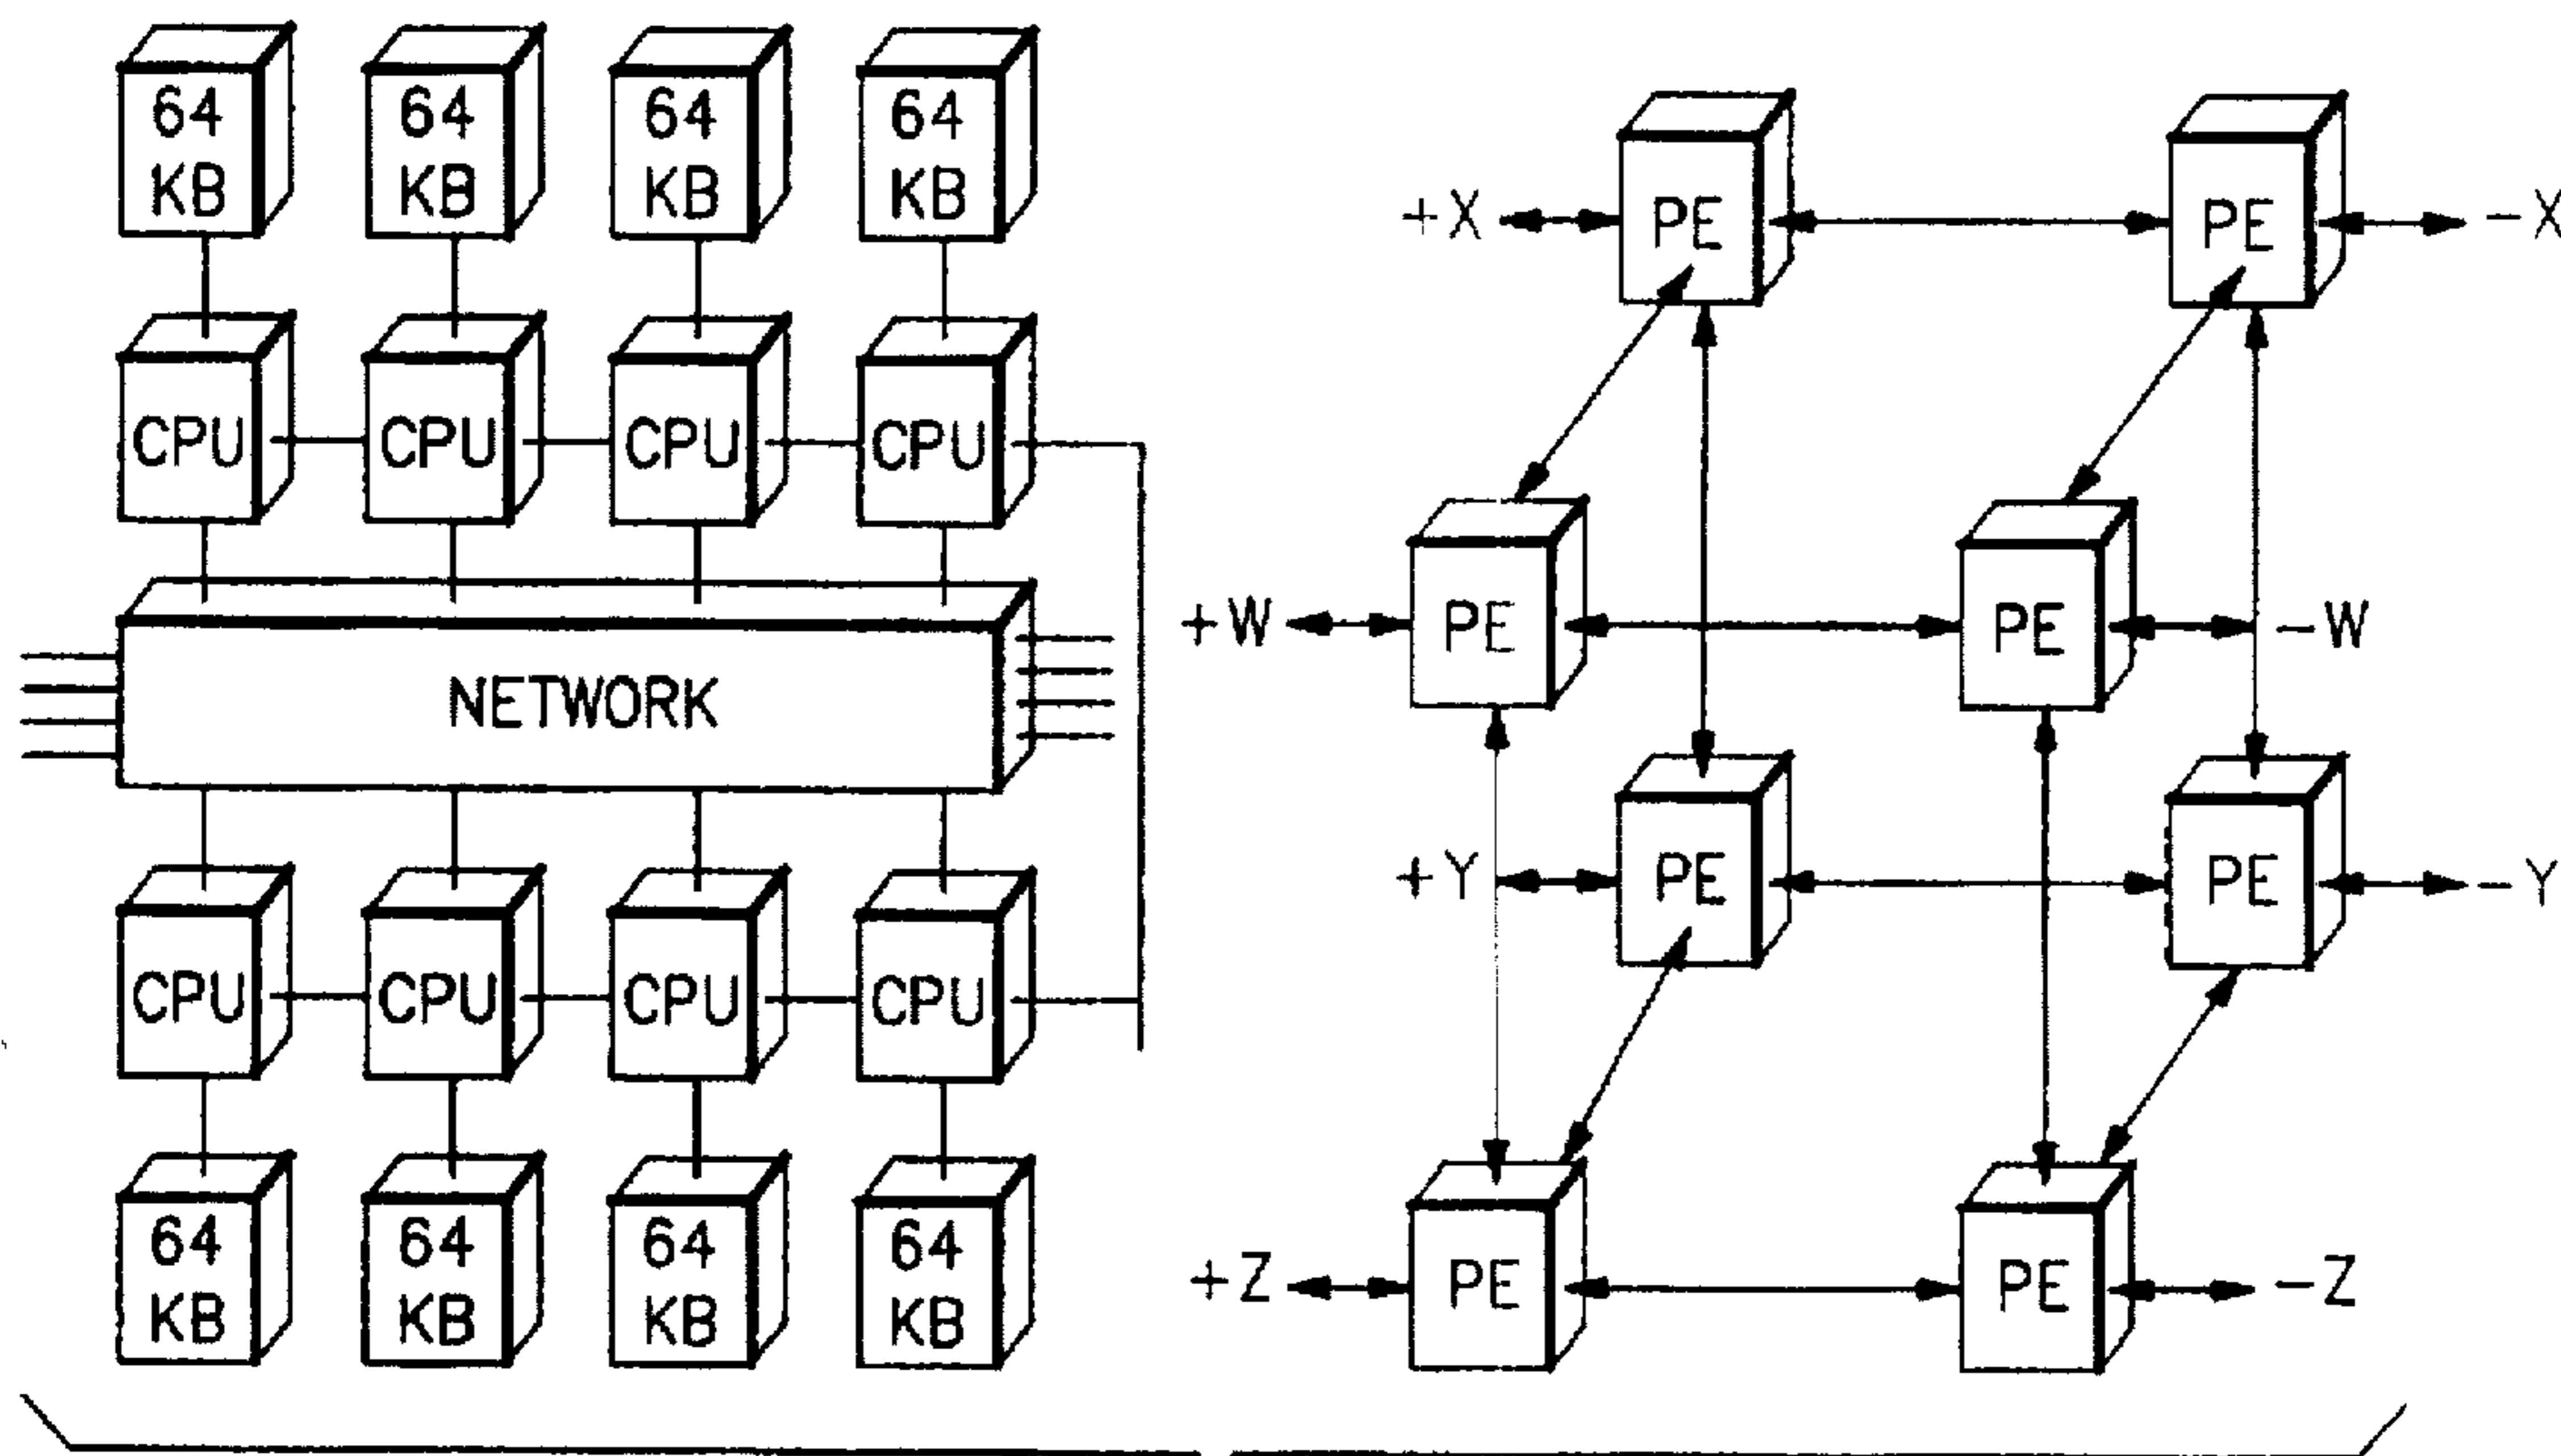 64 64 64 64
KB KB KB KB
CPU CPU CPU CPU
NETWORK
CPU CPU CPU CPU
64 64 64 64
KB KB KB KB
+X PE PE -X
+W PE PE -W
+Y PE PE -Y
+Z PE PE -Z